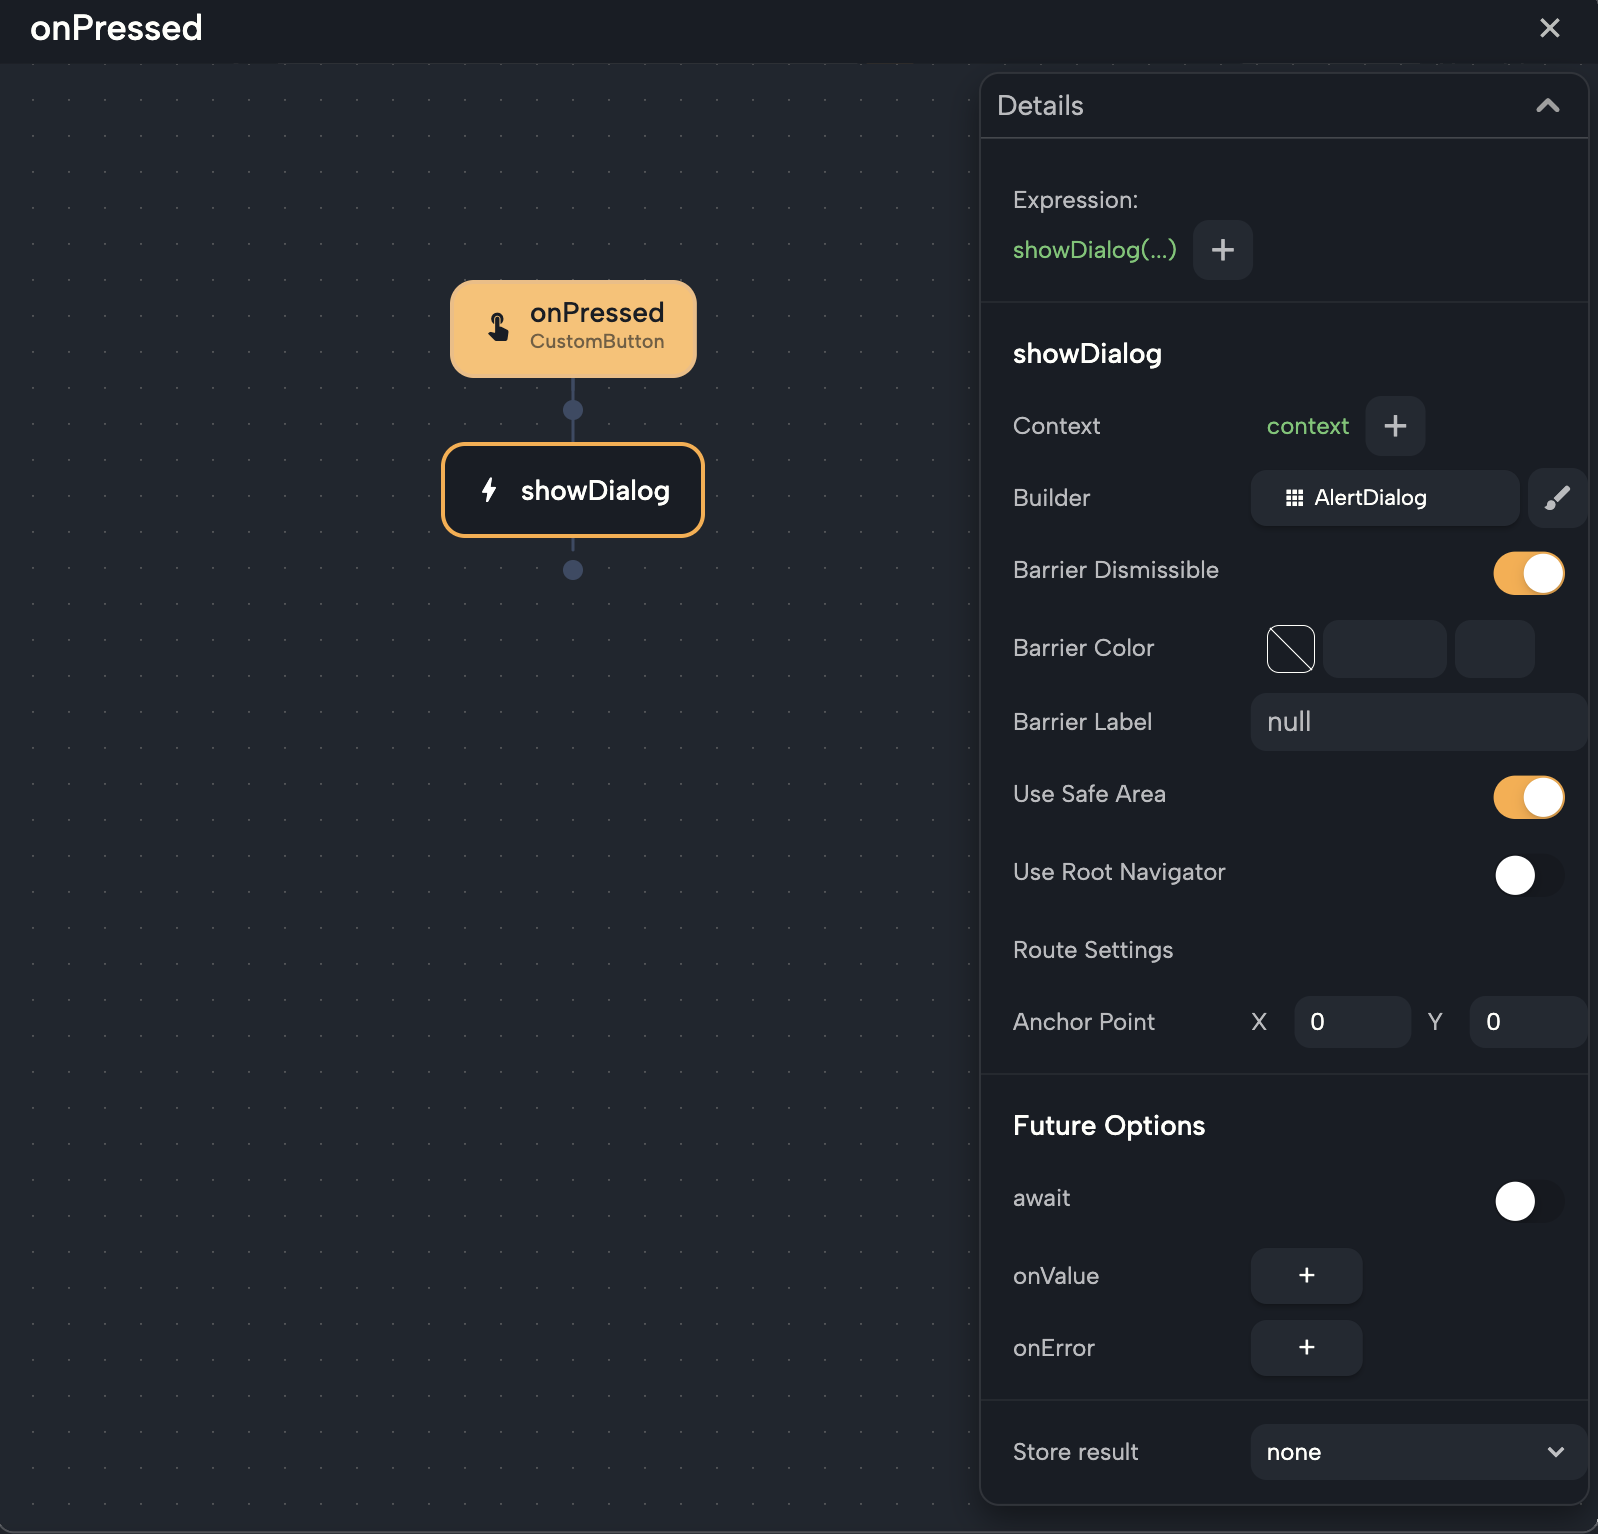 onPressed
onPressed
CustomButton
showDialog
Details
Expression:
showDialog(...)
showDialog
Context context
Builder AlertDialog
Barrier Dismissible
Barrier Color
Barrier Label null
Use Safe Area
Use Root Navigator
Route Settings
Anchor Point X 0 Y 0
Future Options
await
onValue +
onError +
Store result none